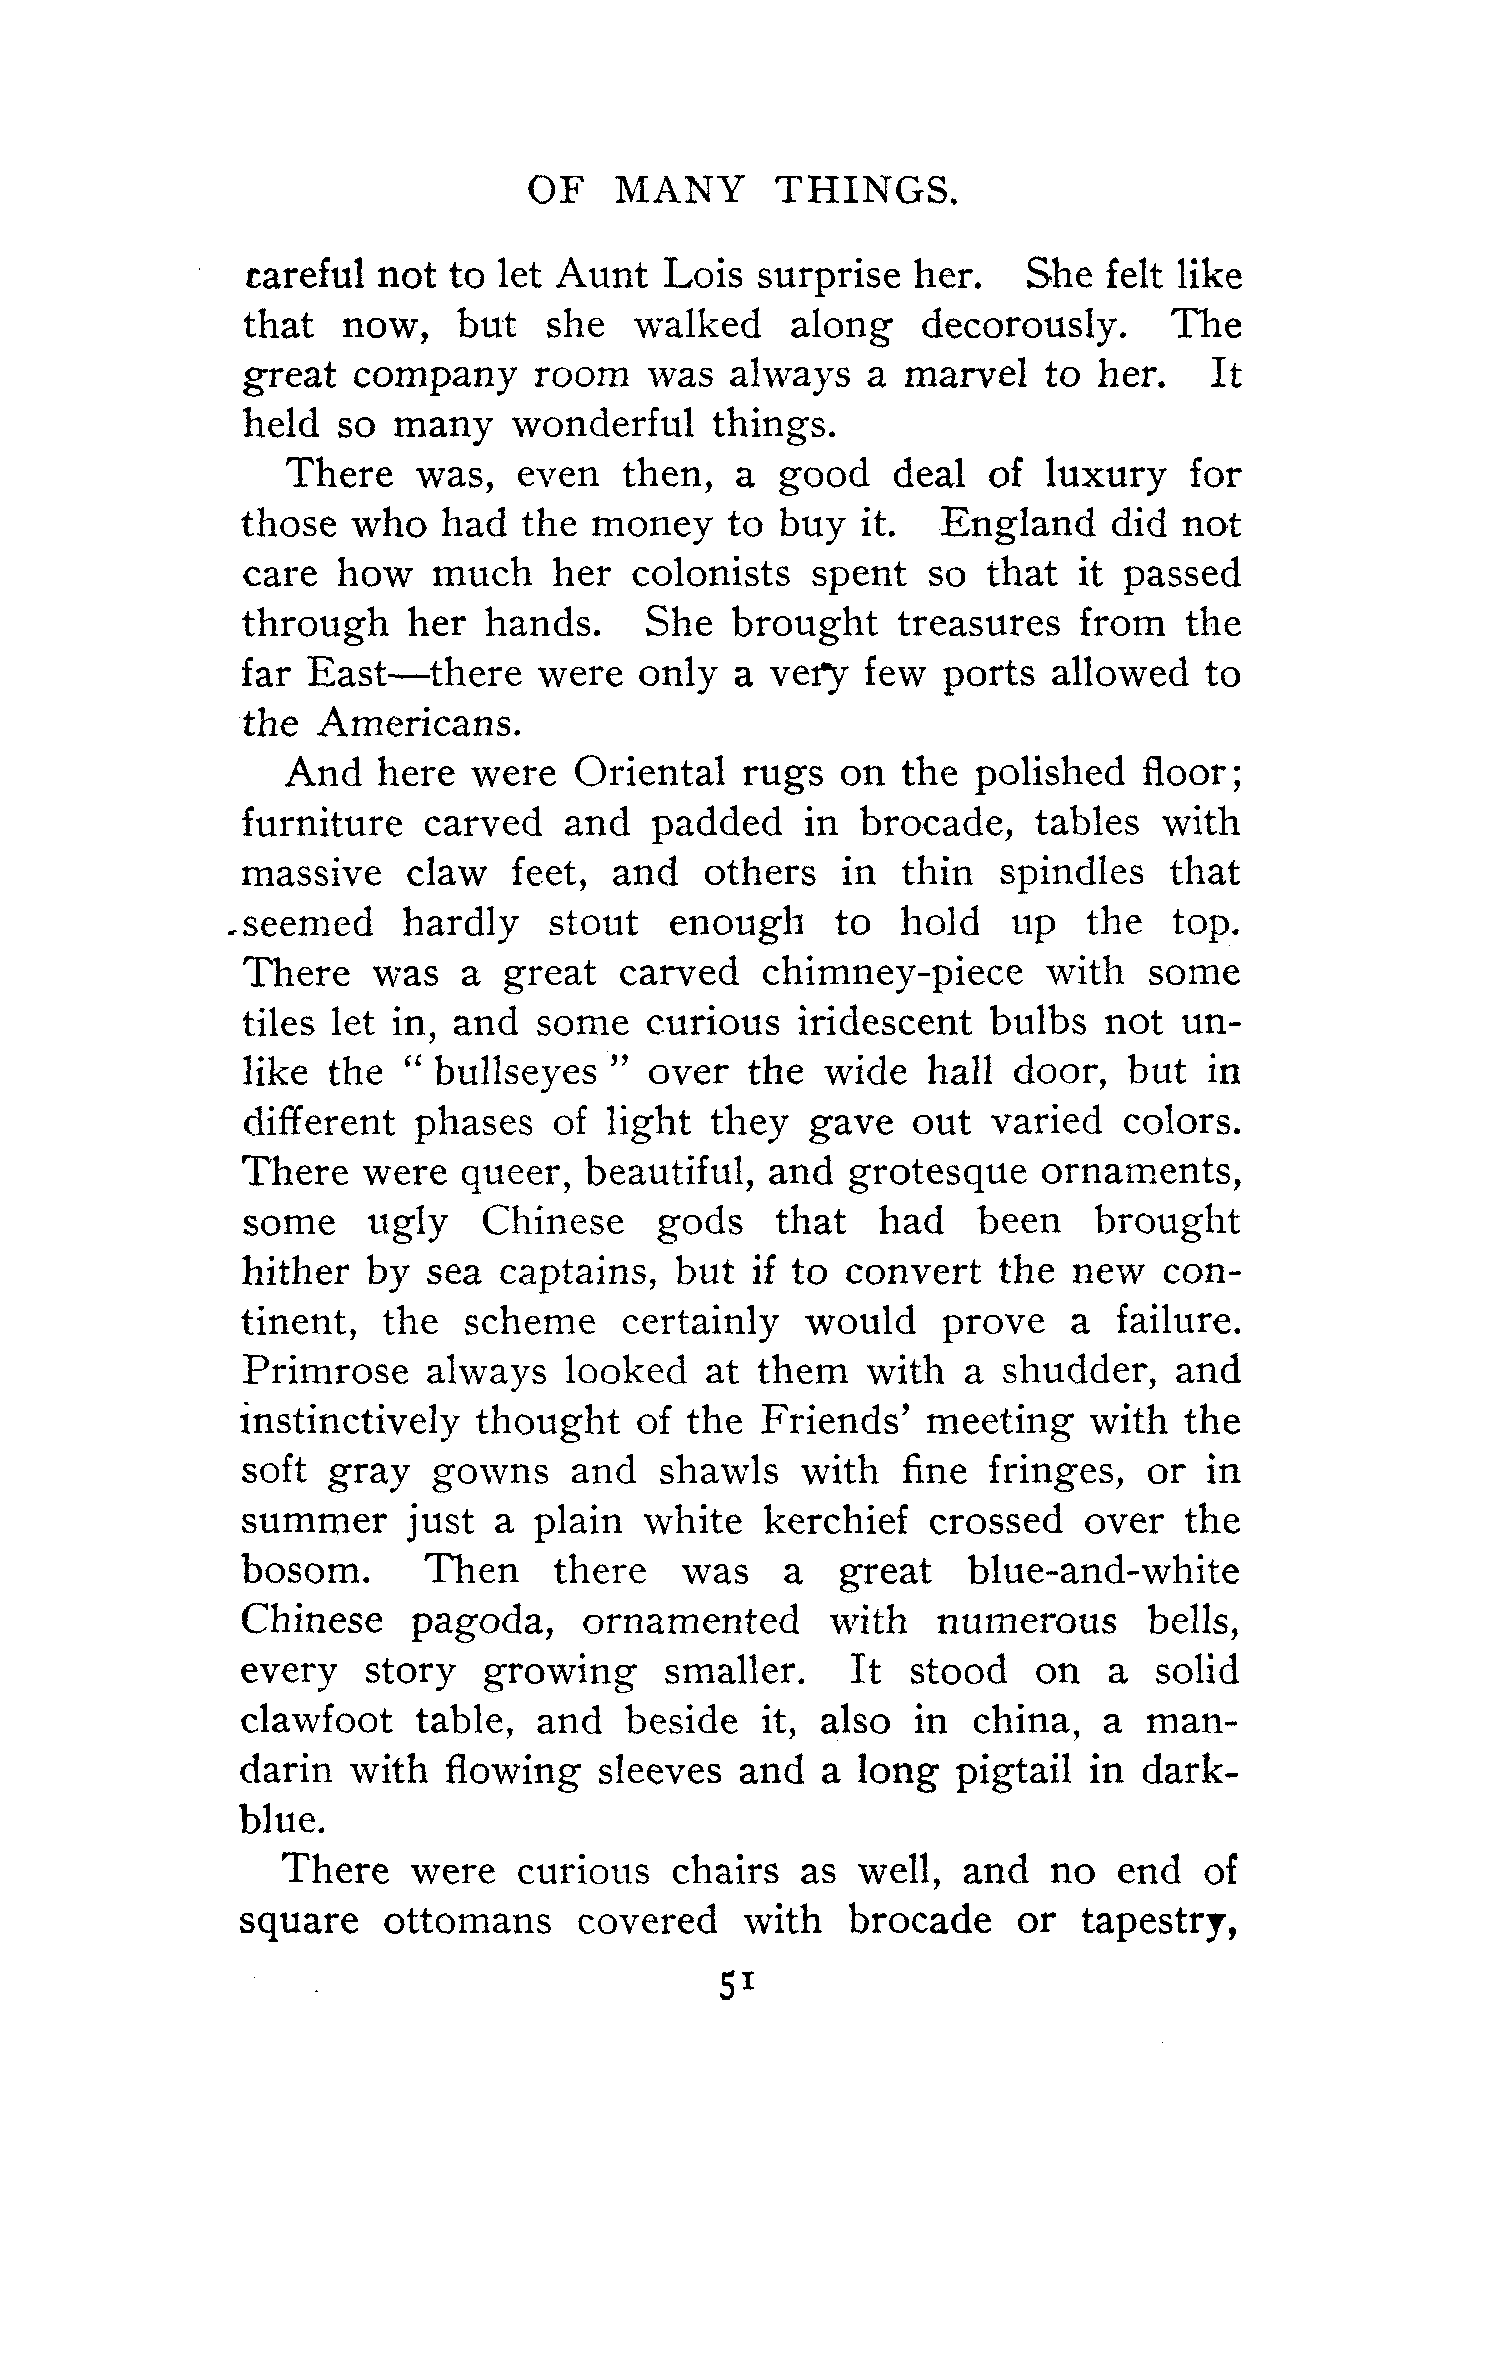 OF MANY THINGS.
careful not to let Aunt Lois surprise her. She felt like
that now, but she walked along decorously. The
great company room was always a marvel to her. It
held so many wonderful things.
There was, even then, a good deal of luxury for
those who had the money to buy it. England did not
care how much her colonists spent so that it passed
through her hands. She brought treasures from the
far East—there were only a very few ports allowed to
the Americans.
And here were Oriental rugs on the polished floor;
furniture carved and padded in brocade, tables with
massive claw feet, and others in thin spindles that
seemed hardly stout enough to hold up the top.
There was a great carved chimney-piece with some
tiles let in, and some curious iridescent bulbs not un-
like the " bullseyes " over the wide hall door, but in
different phases of light they gave out varied colors.
There were queer, beautiful, and grotesque ornaments,
some ugly Chinese gods that had been brought
hither by sea captains, but if to convert the new con-
tinent, the scheme certainly would prove a failure.
Primrose always looked at them with a shudder, and
instinctively thought of the Friends' meeting with the
soft gray gowns and shawls with fine fringes, or in
summer just a plain white kerchief crossed over the
bosom. Then there was a great blue-and-white
Chinese pagoda, ornamented with numerous bells,
every story growing smaller. It stood on a solid
clawfoot table, and beside it, also in china, a man-
darin with flowing sleeves and a long pigtail in dark-
blue.
There were curious chairs as well, and no end of
square ottomans covered with brocade or tapestry,
51